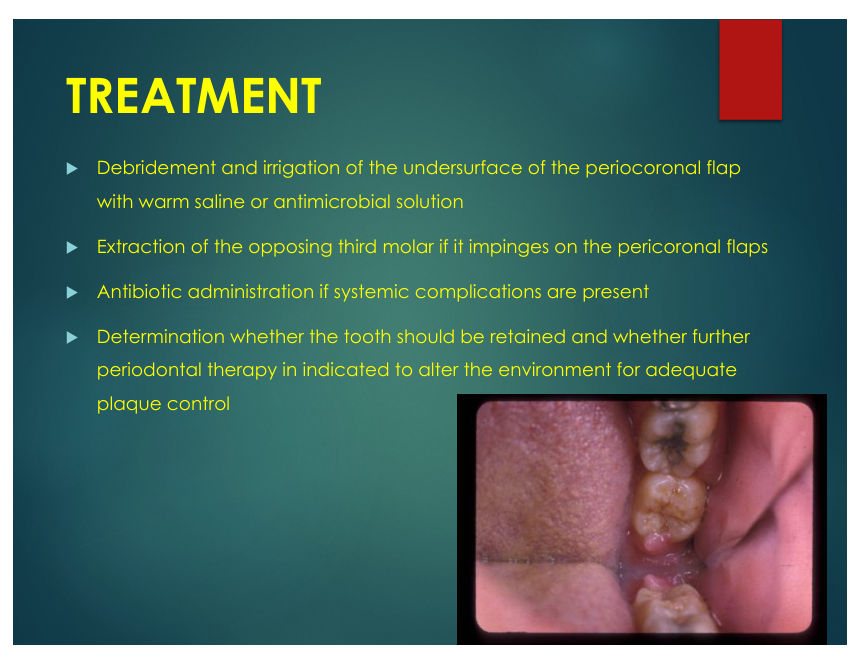 TREATMENT
Debridement and irrigation of the undersurface of the periocoronal flap
with warm saline or antimicrobial solution
Extraction of the opposing third molar if it impinges on the pericoronal flaps
Antibiotic administration if systemic complications are present
Determination whether the tooth should be retained and whether further
periodontal therapy in indicated to alter the environment for adequate
plaque control